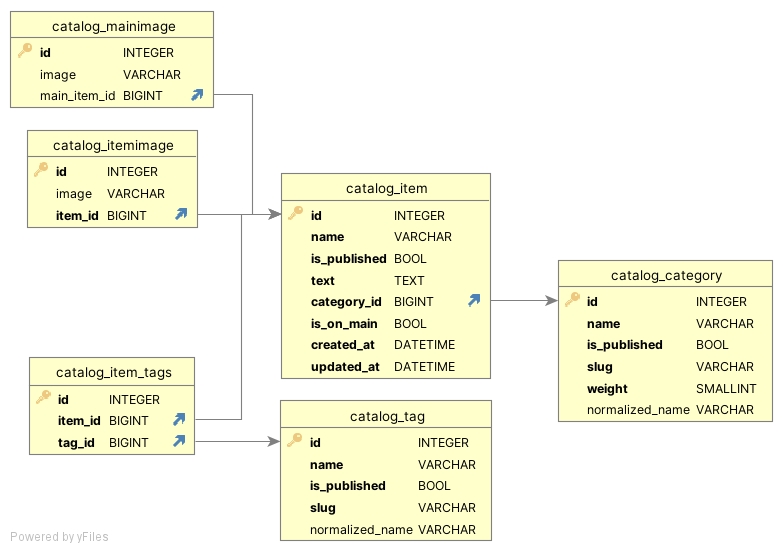 catalog_mainimage
id INTEGER
image VARCHAR
main_item_id BIGINT
catalog_itemimage
id INTEGER
image VARCHAR
item_id BIGINT
catalog_item
id INTEGER
name VARCHAR
is_published BOOL
text TEXT
category_id BIGINT
is_on_main BOOL
created_at DATETIME
updated_at DATETIME
catalog_category
id INTEGER
name VARCHAR
is_published BOOL
slug VARCHAR
weight SMALLINT
normalized_name VARCHAR
catalog_item_tags
id INTEGER
item_id BIGINT
tag_id BIGINT
catalog_tag
id INTEGER
name VARCHAR
is_published BOOL
slug VARCHAR
normalized_name VARCHAR
Powered by yFiles